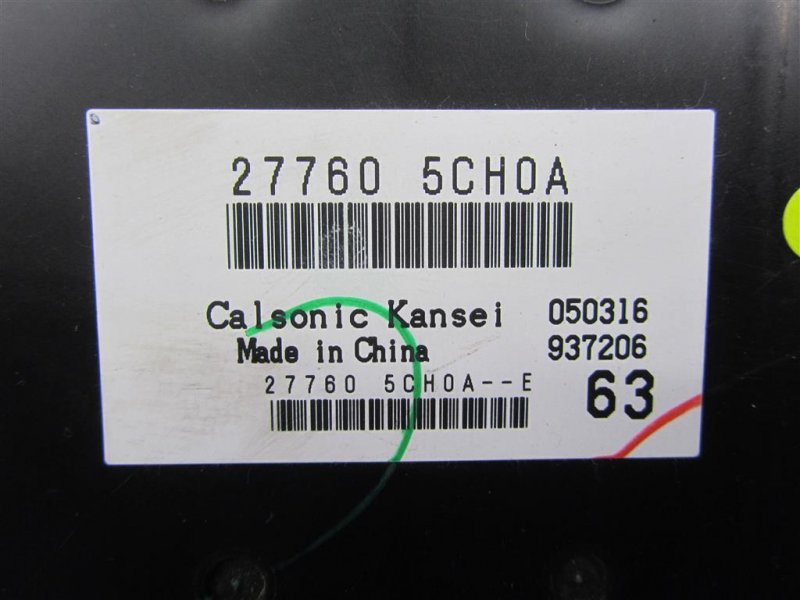 27760 5CH0A
Calsonic Kansei 050316
Made in China 937206
27760 5CH0A--E 63